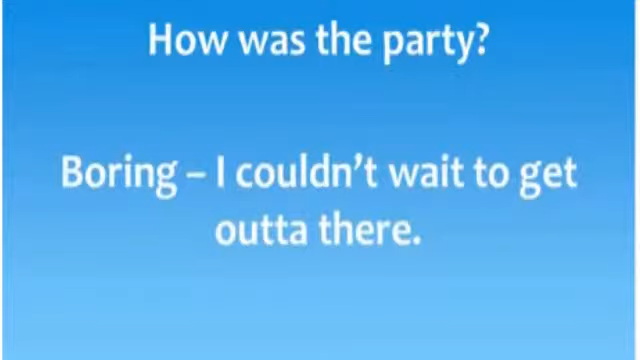 How was the party?
Boring – I couldn't wait to get
outta there.